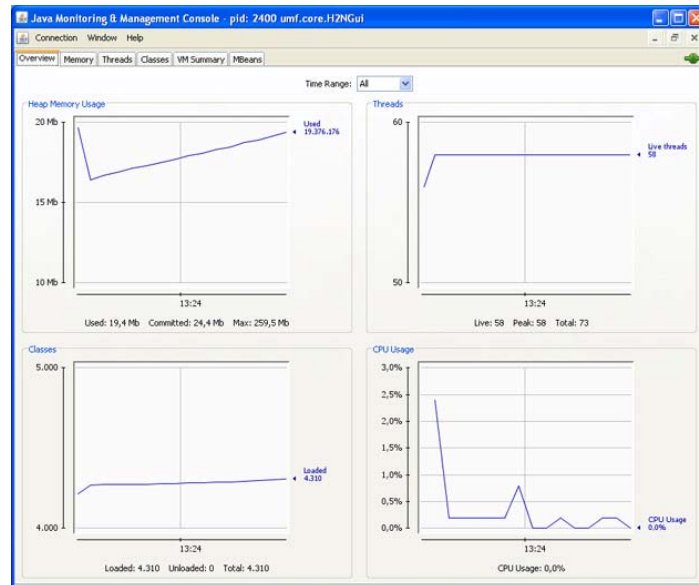 Java Monitoring & Management Console - pid: 2400 umf.core.H2NGui
Connection Window Help
Overview Memory Threads Classes VM Summary MBeans
Time Range: All
Heap Memory Usage
20 Mb
15 Mb
10 Mb
Used
19.376.176
13:24
Used: 19,4 Mb Committed: 24,4 Mb Max: 259,5 Mb
Threads
60
50
Live threads
58
13:24
Live: 58 Peak: 58 Total: 73
Classes
5.000
4.000
Loaded
4.310
13:24
Loaded: 4.310 Unloaded: 0 Total: 4.310
CPU Usage
3,0%
2,5%
2,0%
1,5%
1,0%
0,5%
0,0%
CPU Usage
0,0%
13:24
CPU Usage: 0,0%